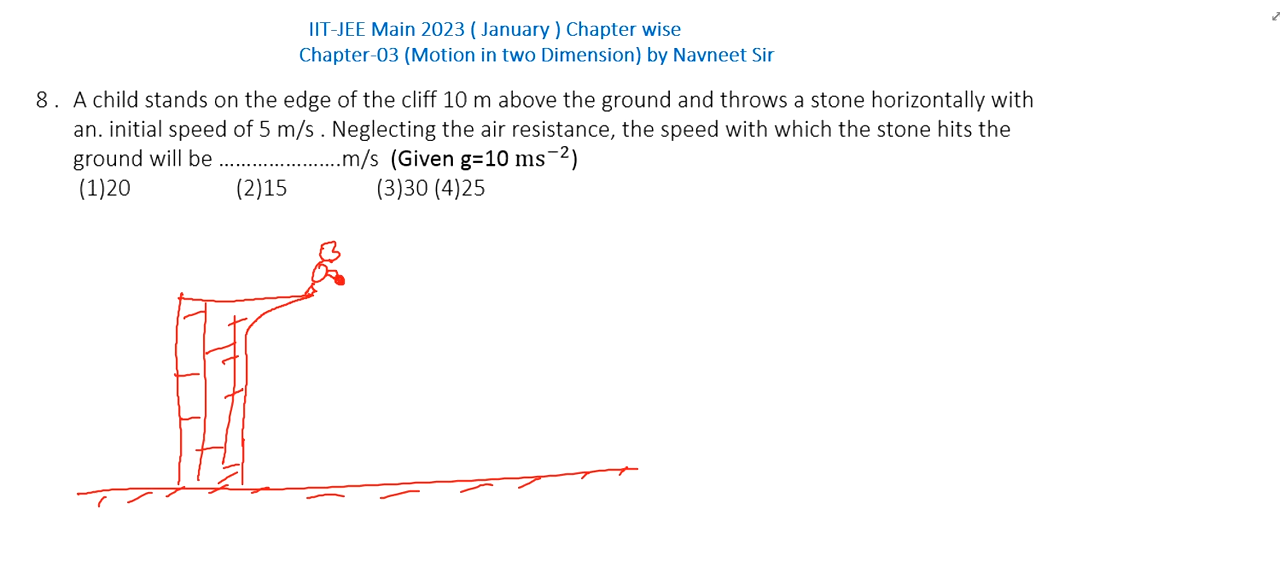 IIT-JEE Main 2023 ( January ) Chapter wise
Chapter-03 (Motion in two Dimension) by Navneet Sir
8 . A child stands on the edge of the cliff 10 m above the ground and throws a stone horizontally with
an. initial speed of 5 m/s . Neglecting the air resistance, the speed with which the stone hits the
ground will be .....................m/s (Given g=10 ms⁻²)
(1)20 (2)15 (3)30 (4)25